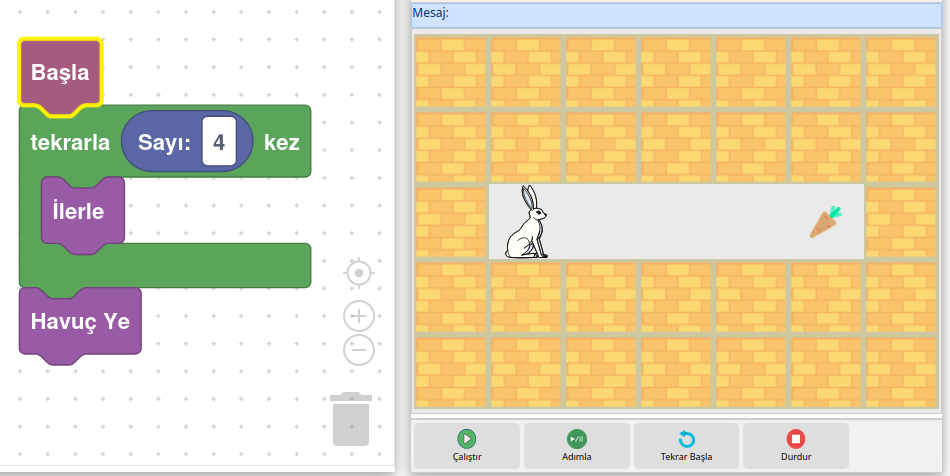 Mesaj:
Başla
tekrarla Sayı: 4 kez
İlerle
Havuç Ye
Çalıştır
Adımla
Tekrar Başla
Durdur